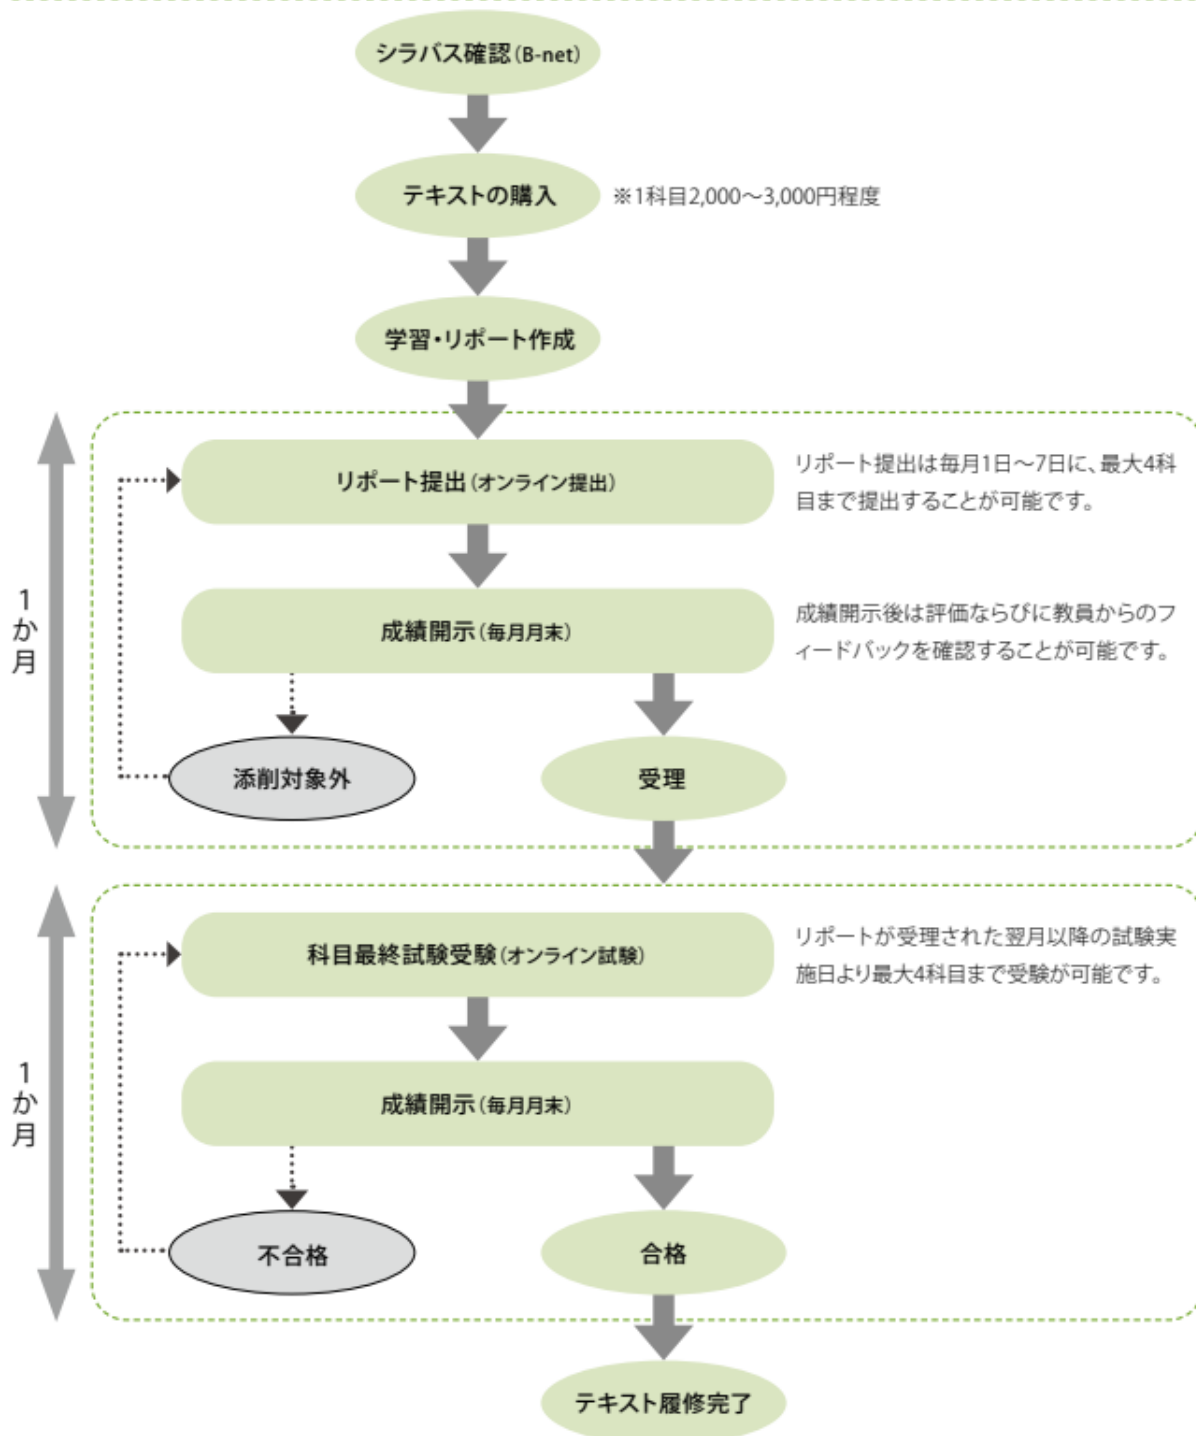 シラバス確認(B-net)
テキストの購入
※1科目2,000〜3,000円程度
学習・リポート作成
1か月
リポート提出(オンライン提出)
リポート提出は毎月1日〜7日に、最大4科
目まで提出することが可能です。
成績開示(毎月月末)
成績開示後は評価ならびに教員からのフ
ィードバックを確認することが可能です。
添削対象外
受理
1か月
科目最終試験受験(オンライン試験)
リポートが受理された翌月以降の試験実
施日より最大4科目まで受験が可能です。
成績開示(毎月月末)
不合格
合格
テキスト履修完了